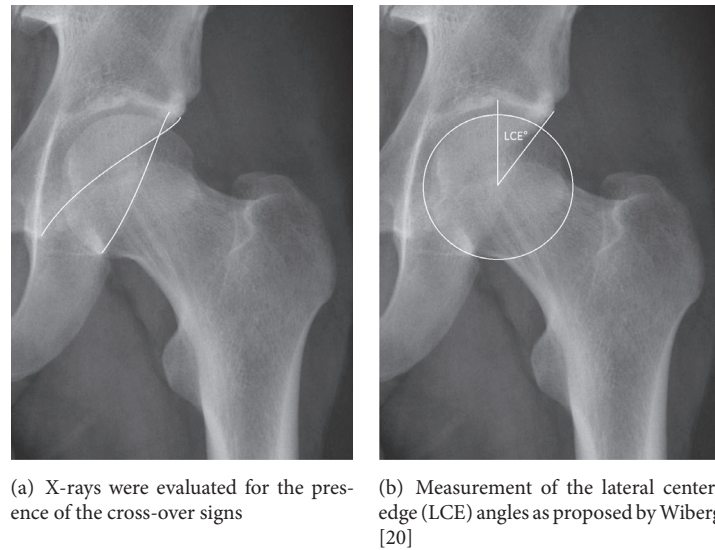 LCE°
(a) X-rays were evaluated for the pres-
ence of the cross-over signs
(b) Measurement of the lateral center
edge (LCE) angles as proposed by Wiberg
[20]